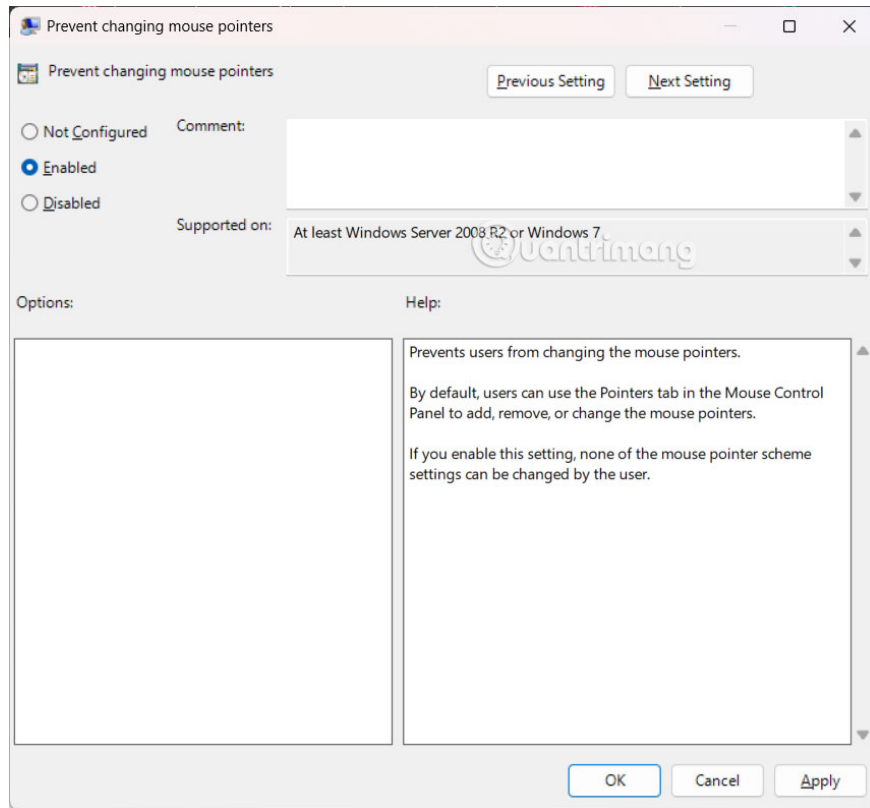 Prevent changing mouse pointers
Prevent changing mouse pointers
Previous Setting
Next Setting
Not Configured
Comment:
Enabled
Disabled
Supported on:
At least Windows Server 2008 R2 or Windows 7
Quantrimang
Options:
Help:
Prevents users from changing the mouse pointers.
By default, users can use the Pointers tab in the Mouse Control
Panel to add, remove, or change the mouse pointers.
If you enable this setting, none of the mouse pointer scheme
settings can be changed by the user.
OK
Cancel
Apply